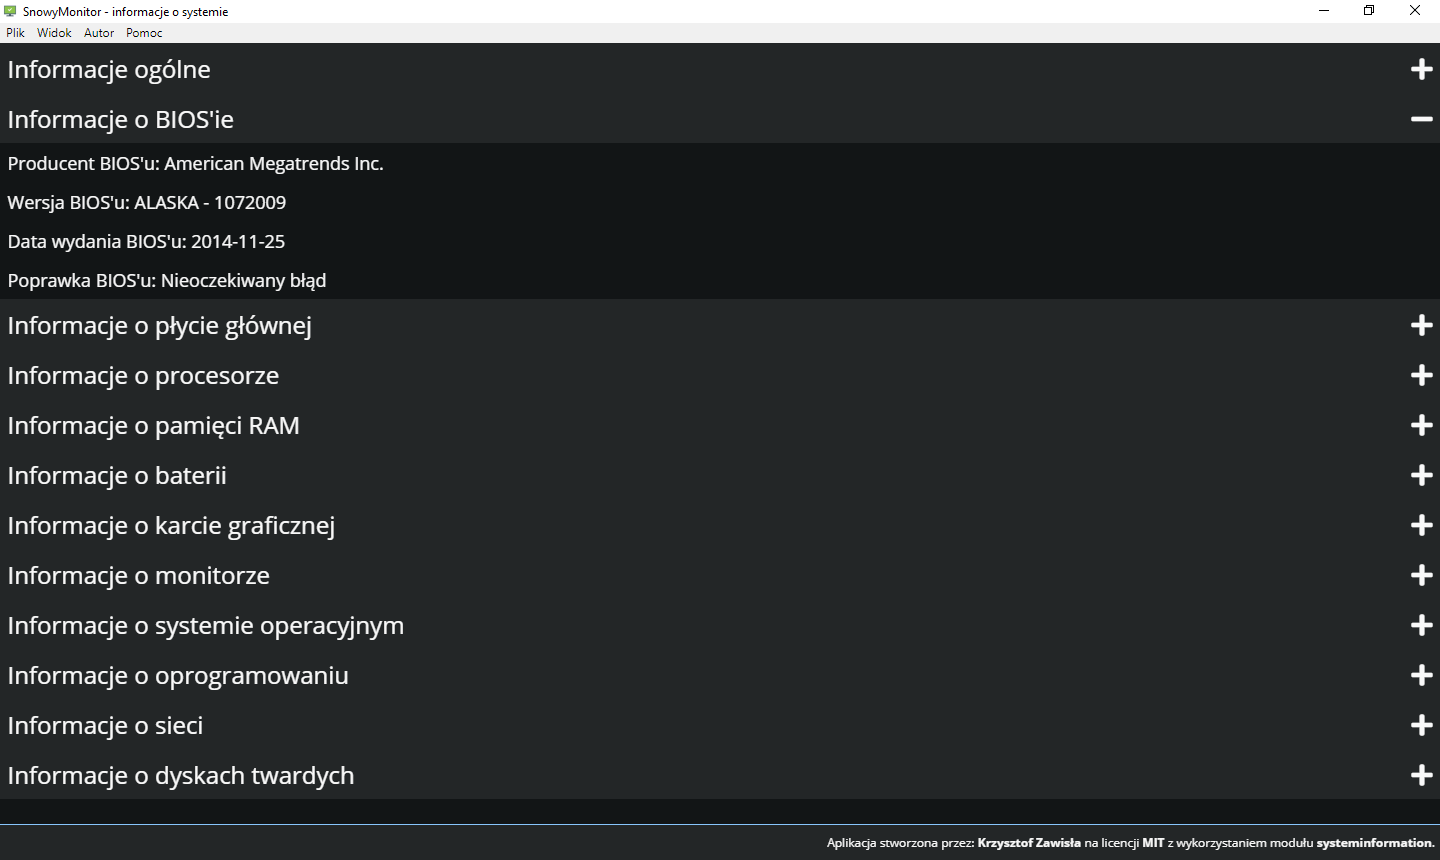 SnowyMonitor - informacje o systemie
Plik Widok Autor Pomoc
Informacje ogólne
Informacje o BIOS'ie
Producent BIOS'u: American Megatrends Inc.
Wersja BIOS'u: ALASKA - 1072009
Data wydania BIOS'u: 2014-11-25
Poprawka BIOS'u: Nieoczekiwany błąd
Informacje o płycie głównej
Informacje o procesorze
Informacje o pamięci RAM
Informacje o baterii
Informacje o karcie graficznej
Informacje o monitorze
Informacje o systemie operacyjnym
Informacje o oprogramowaniu
Informacje o sieci
Informacje o dyskach twardych
Aplikacja stworzona przez: Krzysztof Zawisła na licencji MIT z wykorzystaniem modułu systeminformation.